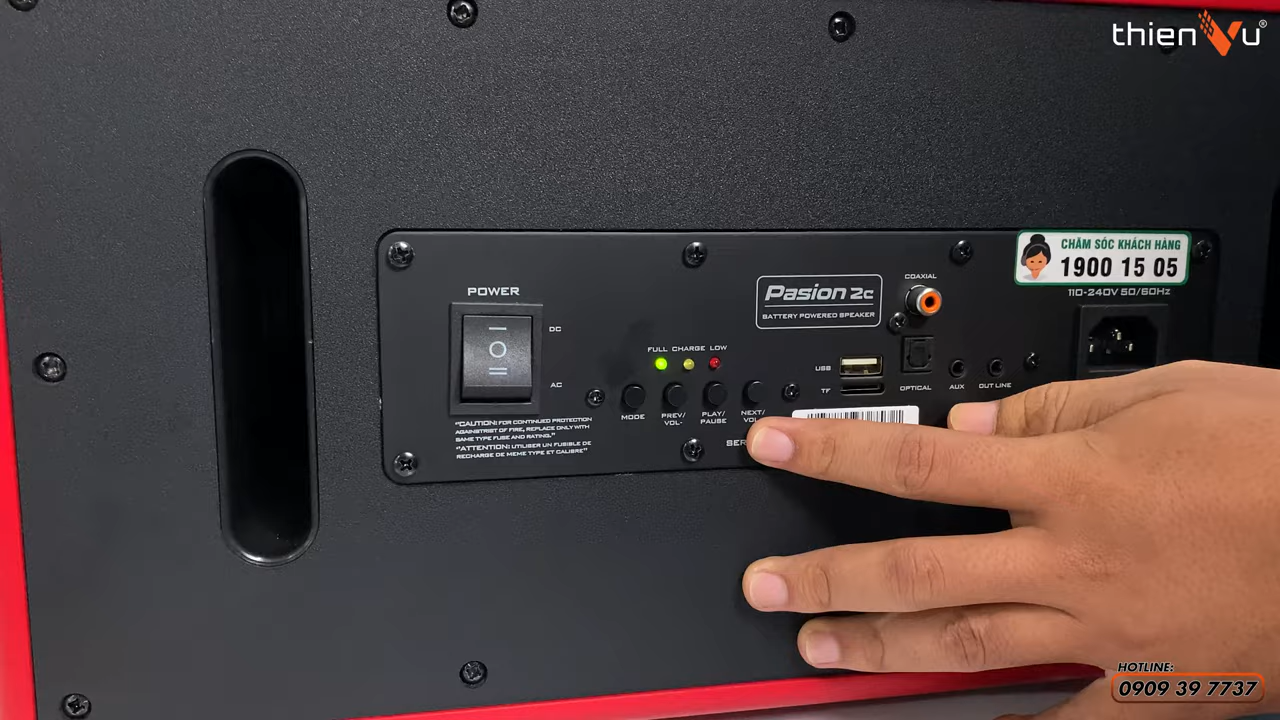 thienVu®
CHĂM SÓC KHÁCH HÀNG
1900 15 05
110-240V 50/60Hz
COAXIAL
Pasion 2c
BATTERY POWERED SPEAKER
POWER
DC
AC
FULL CHARGE LOW
USB
TF
OPTICAL
AUX
OUT LINE
MODE
PREV/
VOL-
PLAY/
PAUSE
NEXT/
"CAUTION: FOR CONTINUED PROTECTION
AGAINSTRIST OF FIRE, REPLACE ONLY WITH
SAME TYPE FUSE AND RATING."
"ATTENTION: UTILISER UN FUSIBLE DE
RECHARGE DE MEME TYPE ET CALIBRE"
HOTLINE:
0909 39 7737